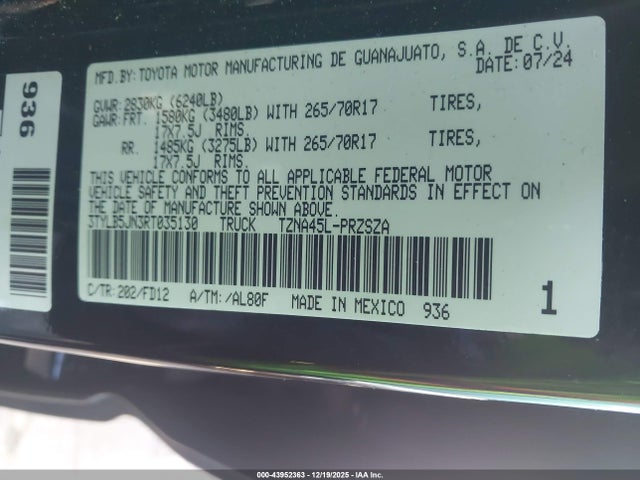 936
MFD.BY:TOYOTA MOTOR MANUFACTURING DE GUANAJUATO, S.A. DE C.V.
DATE:07/24
GVWR:2830KG (6240LB)
GAWR:FRT. 1580KG (3480LB) WITH 265/70R17 TIRES,
17X7.5J RIMS.
RR. 1485KG (3275LB) WITH 265/70R17 TIRES,
17X7.5J RIMS.
THIS VEHICLE CONFORMS TO ALL APPLICABLE FEDERAL MOTOR
VEHICLE SAFETY AND THEFT PREVENTION STANDARDS IN EFFECT ON
THE DATE OF MANUFACTURE SHOWN ABOVE.
3TYLB5JN3RT035130 TRUCK TZNA45L-PRZSZA
C/TR:202/FD12 A/TM:/AL80F MADE IN MEXICO 936 1
000-43952363 - 12/19/2025 - IAA Inc.